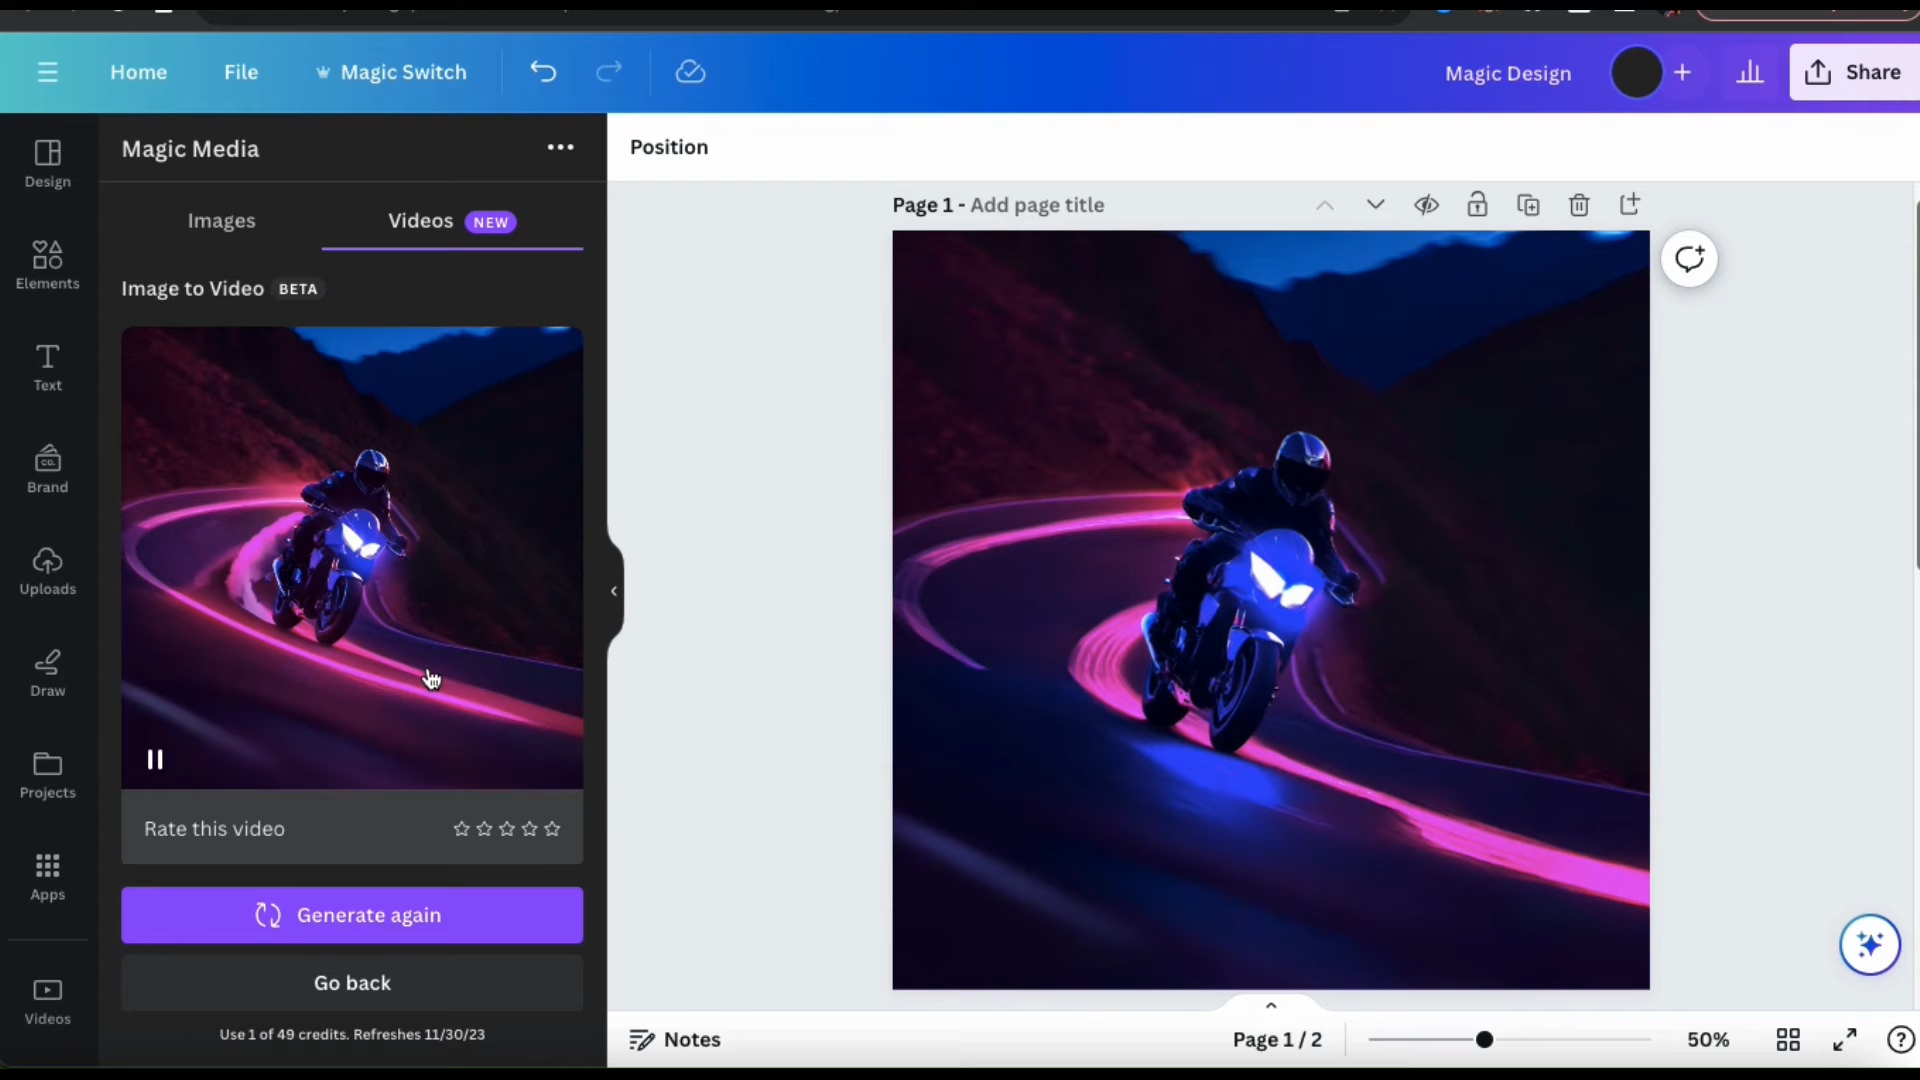 Home File Magic Switch Magic Design Share
Magic Media
Position
Design
Images Videos NEW
Page 1 - Add page title
Elements
Image to Video BETA
Text
co.
Brand
Uploads
Draw
Projects
Rate this video
Apps
Generate again
Go back
Videos
Use 1 of 49 credits. Refreshes 11/30/23
Notes Page 1 / 2 50% ?